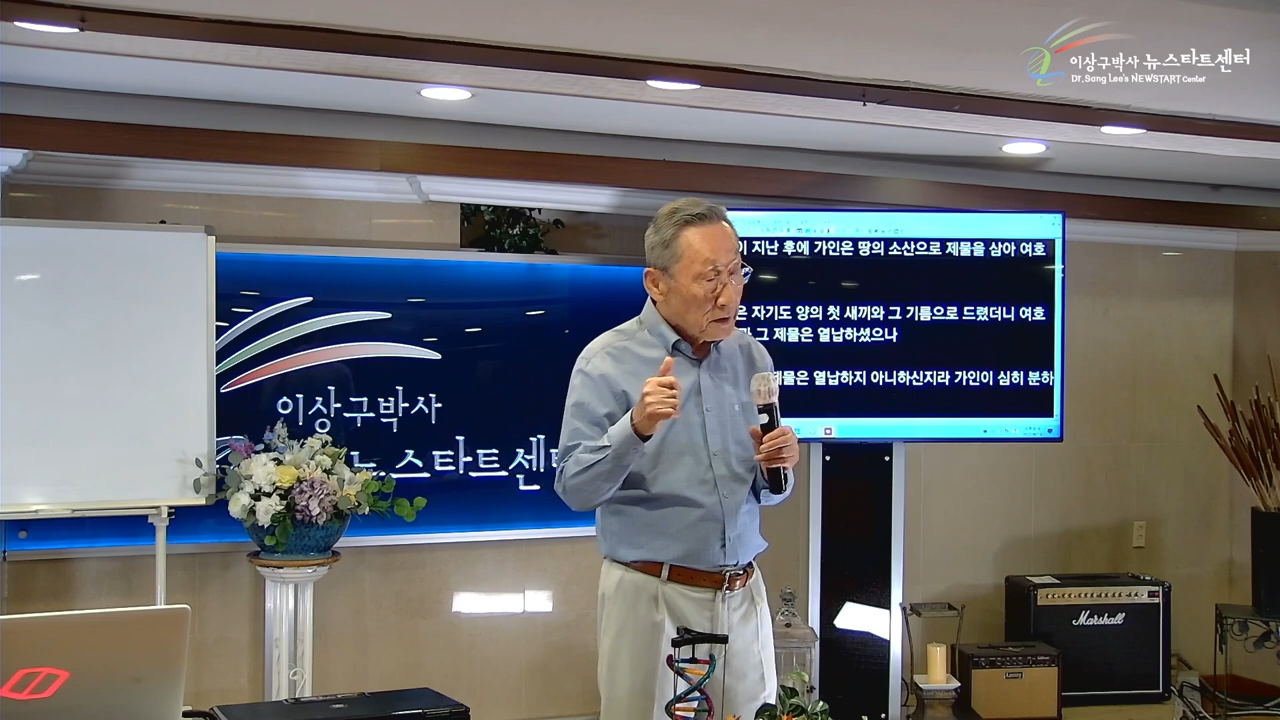 이상구박사 뉴스타트센터
Dr. Sang Lee's NEWSTART Center
이 지난 후에 가인은 땅의 소산으로 제물을 삼아 여호
은 자기도 양의 첫 새끼와 그 기름으로 드렸더니 여호
그 제물은 열납하셨으나
제물은 열납하지 아니하신지라 가인이 심히 분하
이상구박사
뉴스타트센
Marshall
Laney